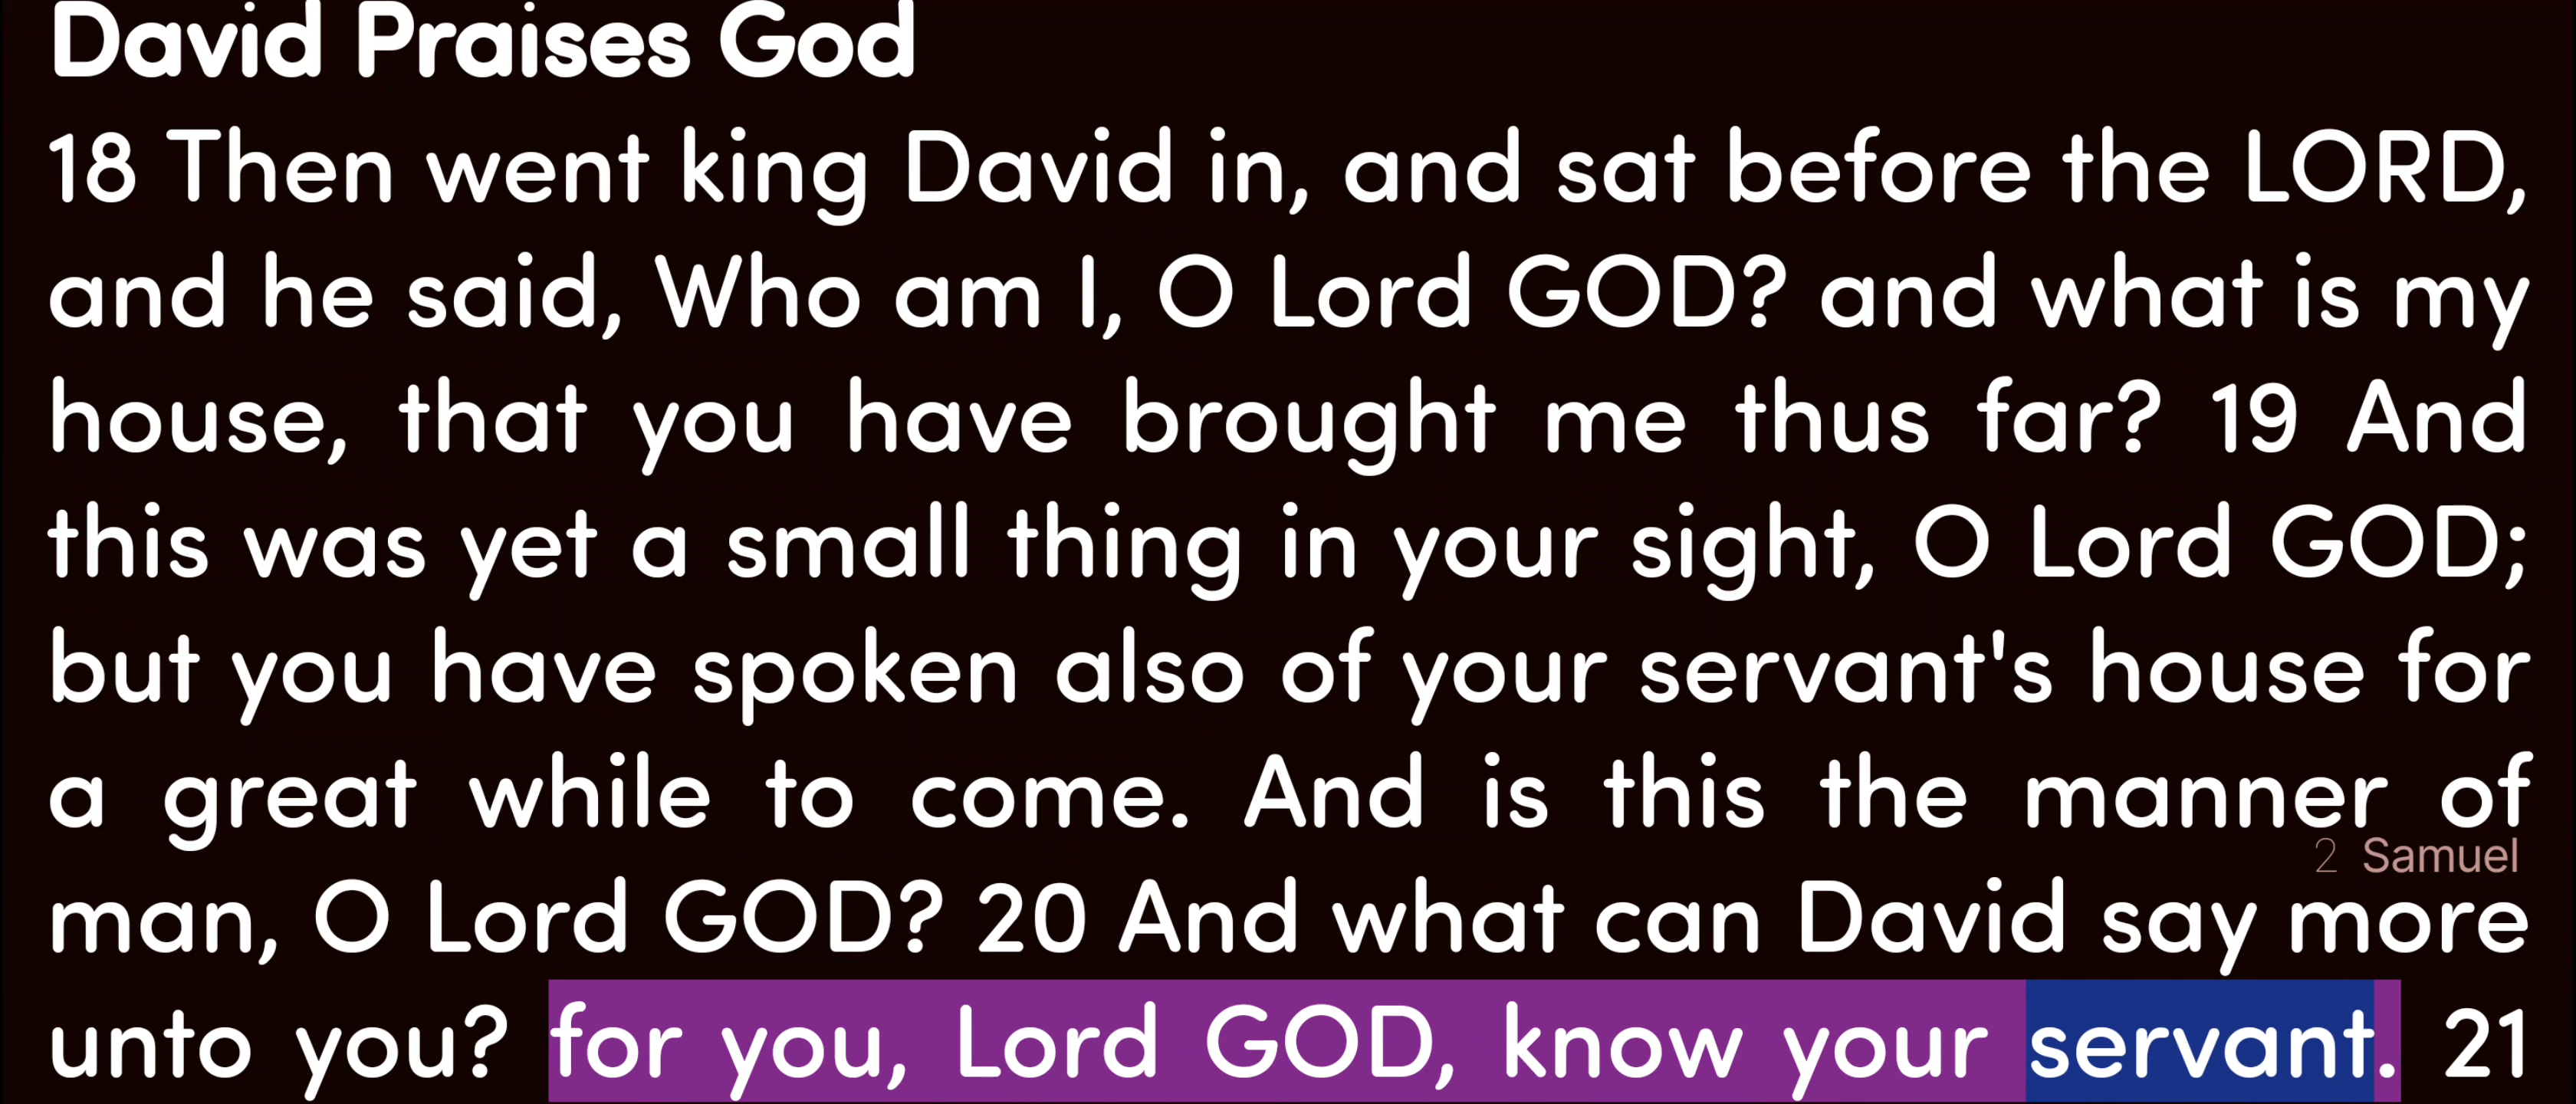 David Praises God
18 Then went king David in, and sat before the LORD,
and he said, Who am I, O Lord GOD? and what is my
house, that you have brought me thus far? 19 And
this was yet a small thing in your sight, O Lord GOD;
but you have spoken also of your servant's house for
a great while to come. And is this the manner of
2 Samuel
man, O Lord GOD? 20 And what can David say more
unto you? for you, Lord GOD, know your servant. 21